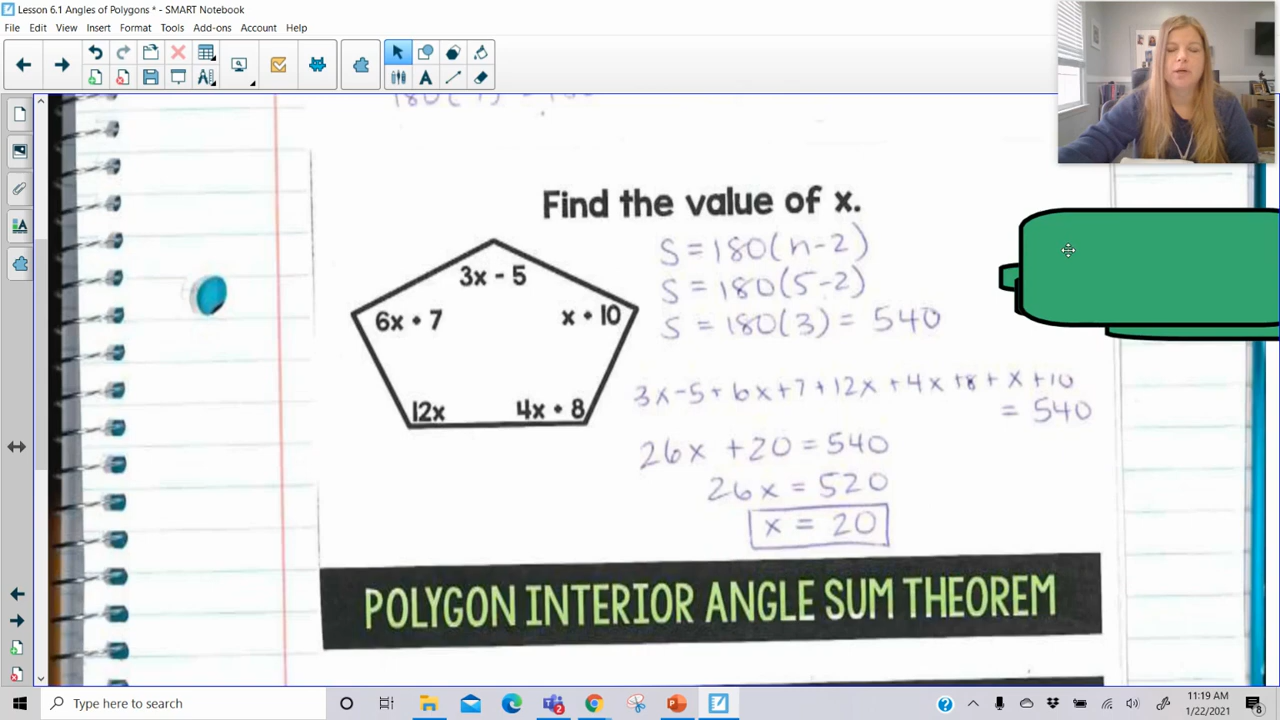 Lesson 6.1 Angles of Polygons * - SMART Notebook
File Edit View Insert Format Tools Add-ons Account Help
Find the value of x.
3x - 5
6x + 7
x + 10
12x
4x + 8
S = 180(n-2)
S = 180(5-2)
S = 180(3) = 540
3x-5+6x+7+12x+4x+8+x+10
= 540
26x + 20 = 540
26x = 520
x = 20
POLYGON INTERIOR ANGLE SUM THEOREM
Type here to search
11:19 AM
1/22/2021
8